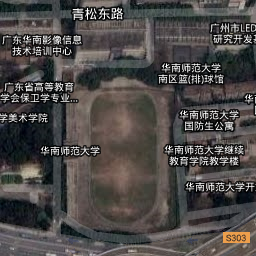 青松东路
广州市LED
研究开发基
广东华南影像信息
技术培训中心
华南师范大学
南区篮(排)球馆
广东省高等教育
学会保卫学专业...
华南师范大学
国防生公寓
学美术学院
华南师范大学
华南师范大学继续
教育学院教学楼
华南师范大学开
S303